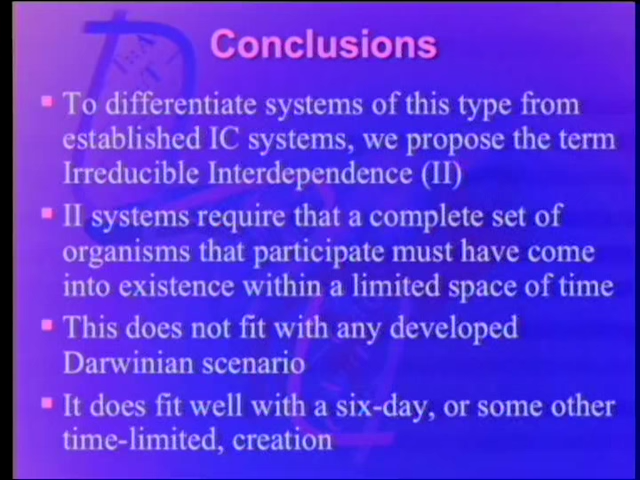 Conclusions
To differentiate systems of this type from
established IC systems, we propose the term
Irreducible Interdependence (II)
II systems require that a complete set of
organisms that participate must have come
into existence within a limited space of time
This does not fit with any developed
Darwinian scenario
It does fit well with a six-day, or some other
time-limited, creation